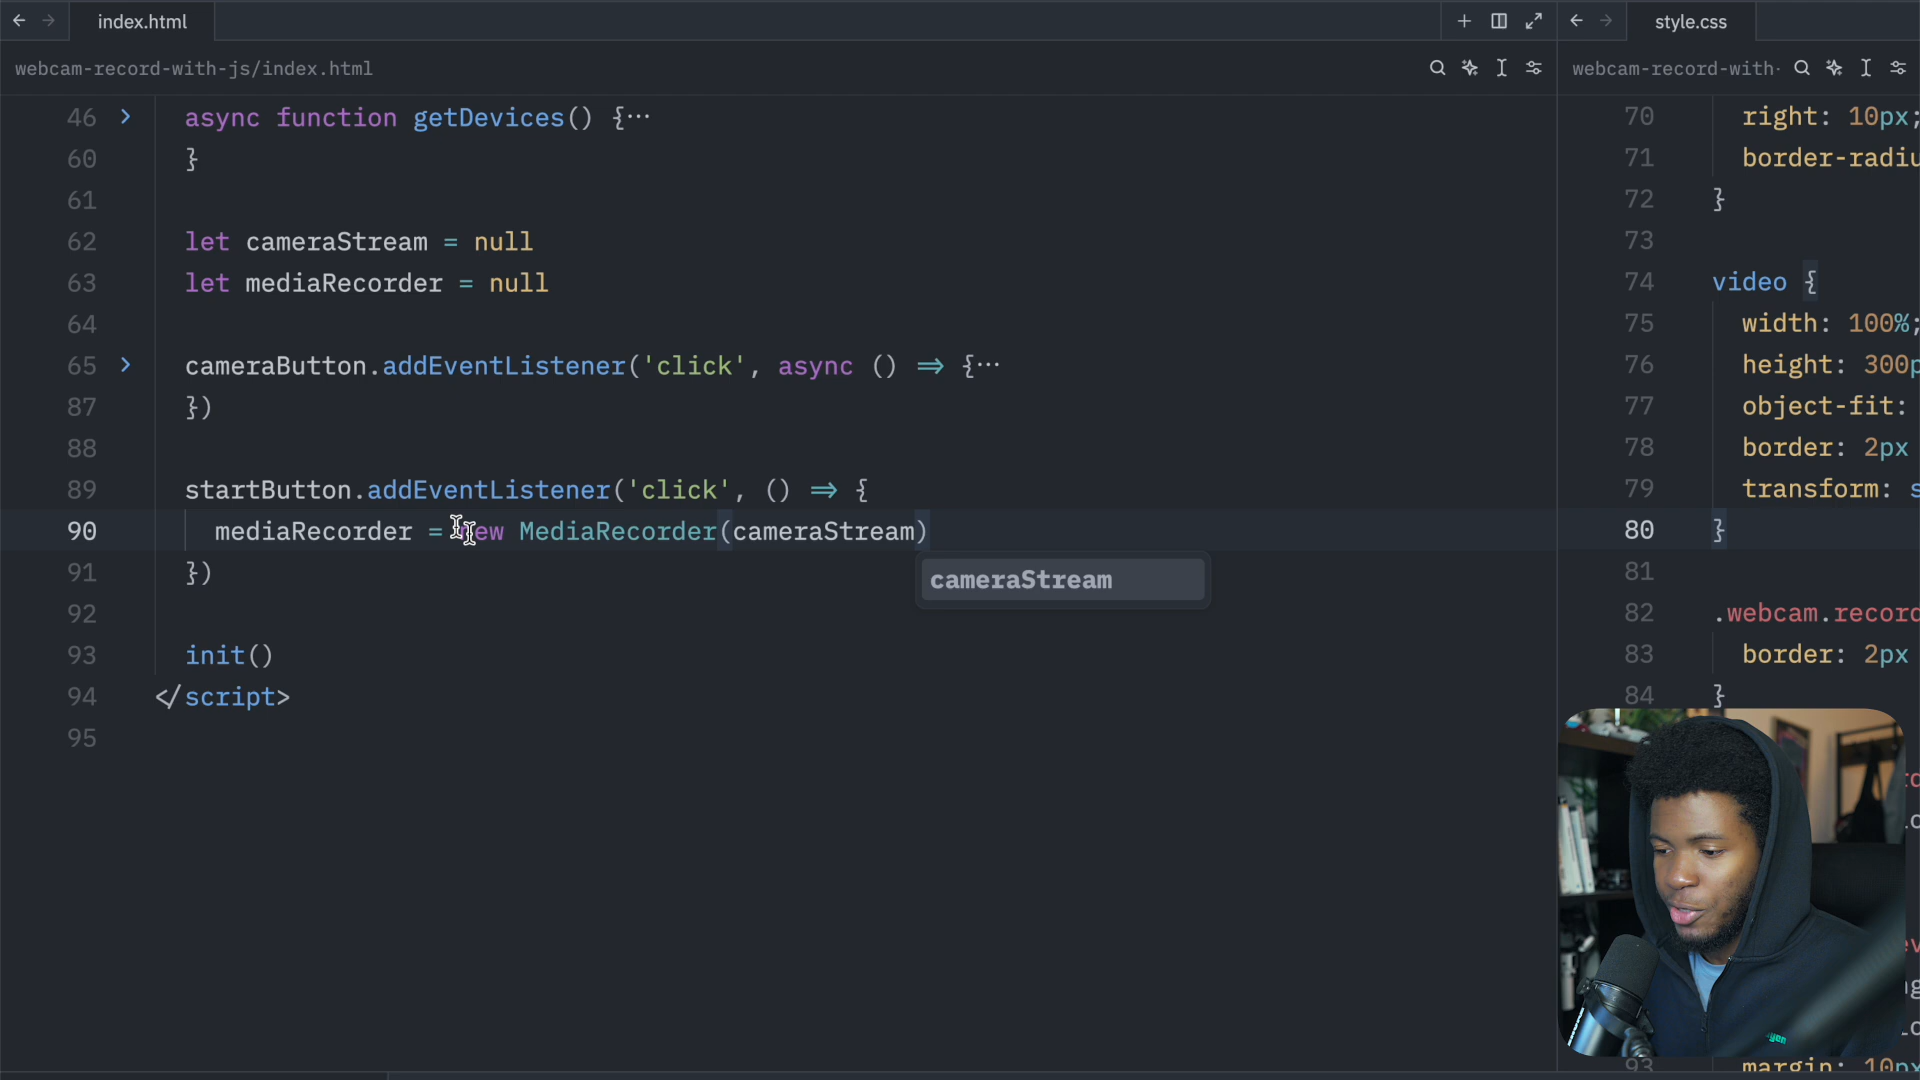 index.html
webcam-record-with-js/index.html
46 async function getDevices() {⋯
60 }
61
62 let cameraStream = null
63 let mediaRecorder = null
64
65 cameraButton.addEventListener('click', async () => {⋯
87 })
88
89 startButton.addEventListener('click', () => {
90 mediaRecorder = new MediaRecorder(cameraStream)
cameraStream
91 })
92
93 init()
94 </script>
95
style.css
webcam-record-with-
70 right: 10px;
71 border-radiu
72 }
73
74 video {
75 width: 100%;
76 height: 300p
77 object-fit:
78 border: 2px
79 transform: s
80 }
81
82 .webcam.record
83 border: 2px
84 }
93 margin: 10px